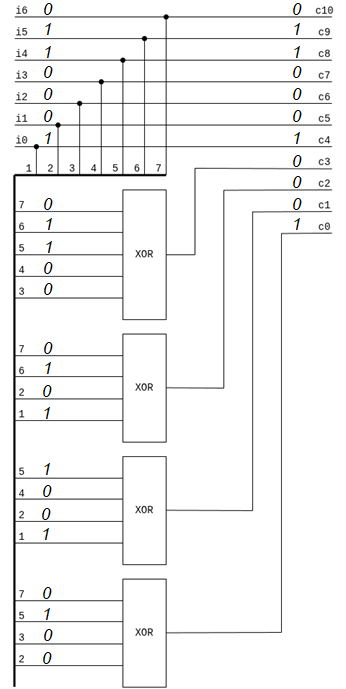 i6 0 0 c10
i5 1 1 c9
i4 1 1 c8
i3 0 0 c7
i2 0 0 c6
i1 0 0 c5
i0 1 1 c4
0 c3
1 2 3 4 5 6 7
0 c2
7 0 0 c1
6 1 1 c0
5 1 XOR
4 0
3 0
7 0
6 1
XOR
2 0
1 1
5 1
4 0
XOR
2 0
1 1
7 0
5 1
3 0 XOR
2 0